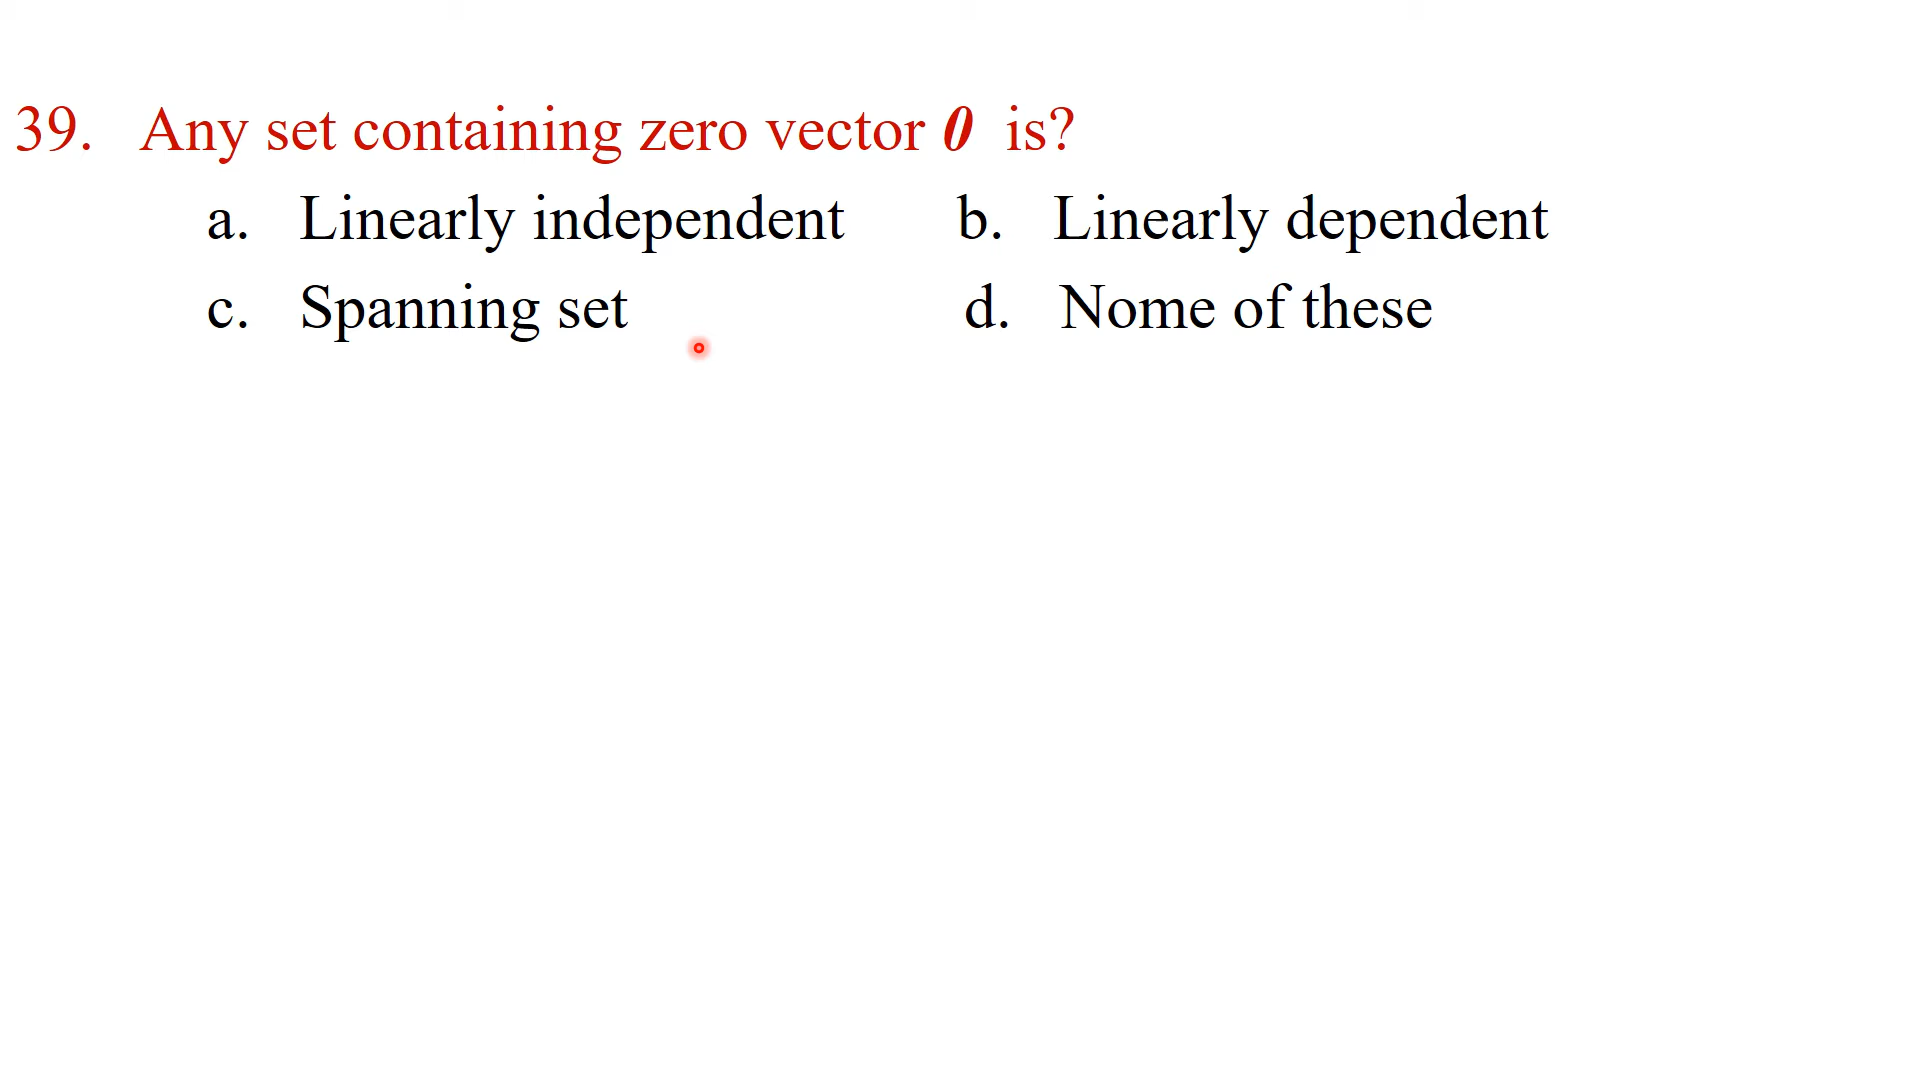 39. Any set containing zero vector 0 is?
a. Linearly independent b. Linearly dependent
c. Spanning set d. Nome of these